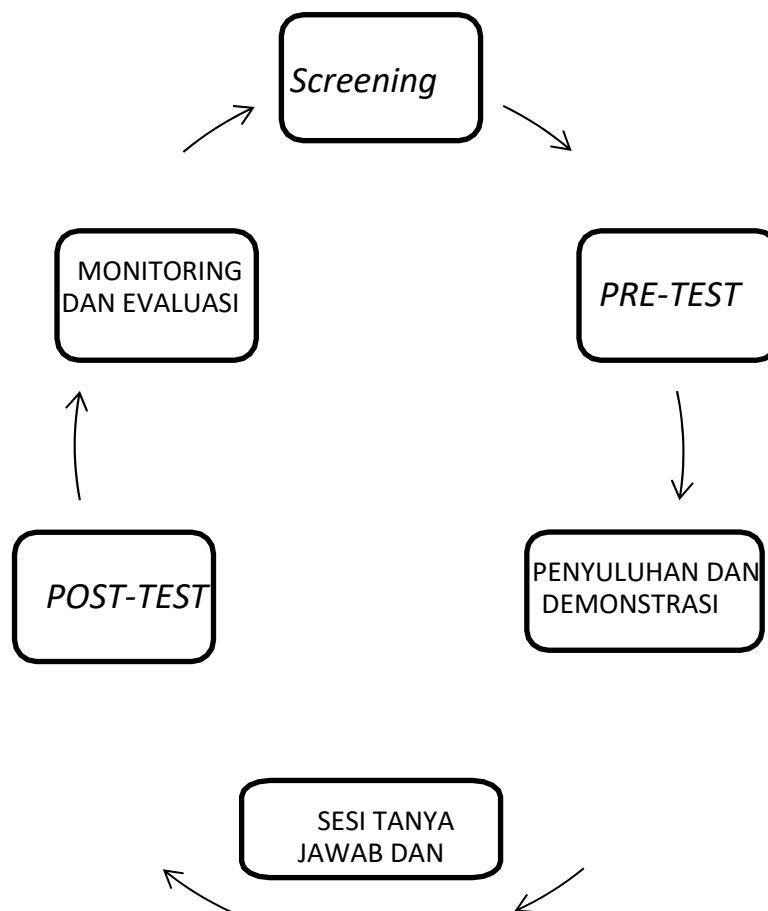 Screening
PRE-TEST
PENYULUHAN DAN
DEMONSTRASI
SESI TANYA
JAWAB DAN
POST-TEST
MONITORING
DAN EVALUASI